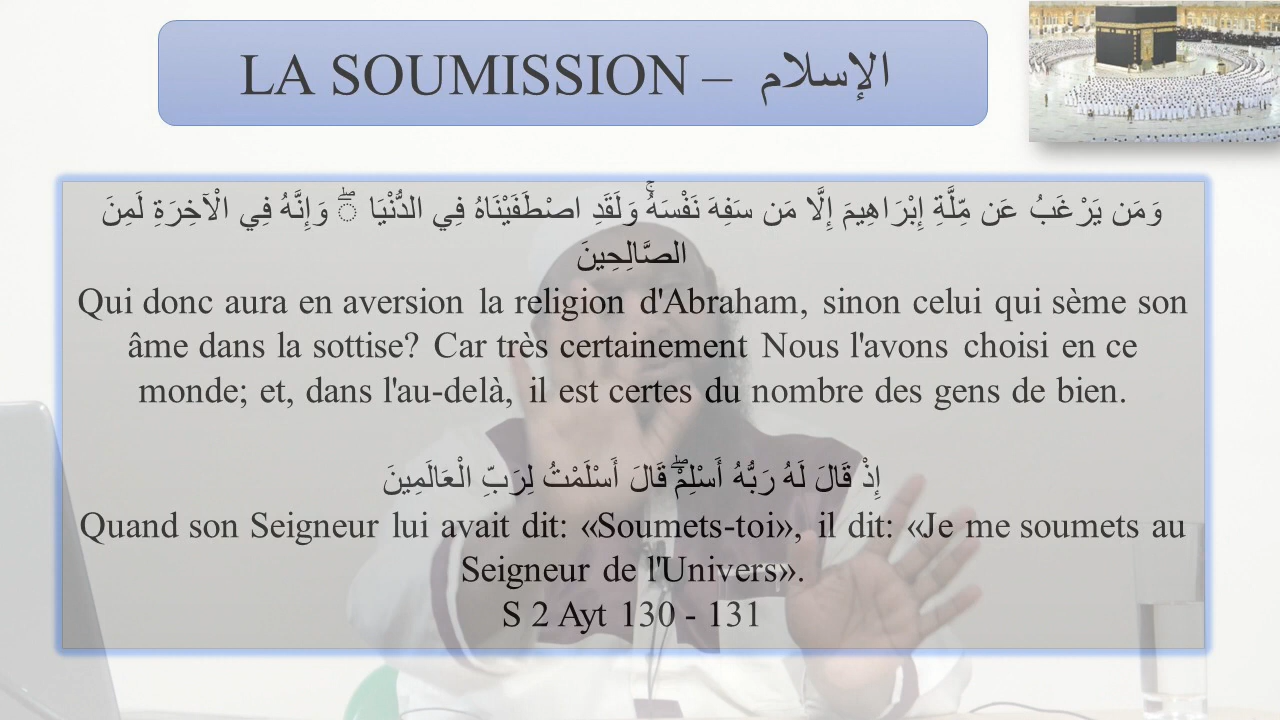 LA SOUMISSION – الإسلام
وَمَن يَرْغَبُ عَن مِّلَّةِ إِبْرَاهِيمَ إِلَّا مَن سَفِهَ نَفْسَهُ ۚ وَلَقَدِ اصْطَفَيْنَاهُ فِي الدُّنْيَا ۖ وَإِنَّهُ فِي الْآخِرَةِ لَمِنَ
الصَّالِحِينَ
Qui donc aura en aversion la religion d'Abraham, sinon celui qui sème son
âme dans la sottise? Car très certainement Nous l'avons choisi en ce
monde; et, dans l'au-delà, il est certes du nombre des gens de bien.
إِذْ قَالَ لَهُ رَبُّهُ أَسْلِمْ ۖ قَالَ أَسْلَمْتُ لِرَبِّ الْعَالَمِينَ
Quand son Seigneur lui avait dit: «Soumets-toi», il dit: «Je me soumets au
Seigneur de l'Univers».
S 2 Ayt 130 - 131